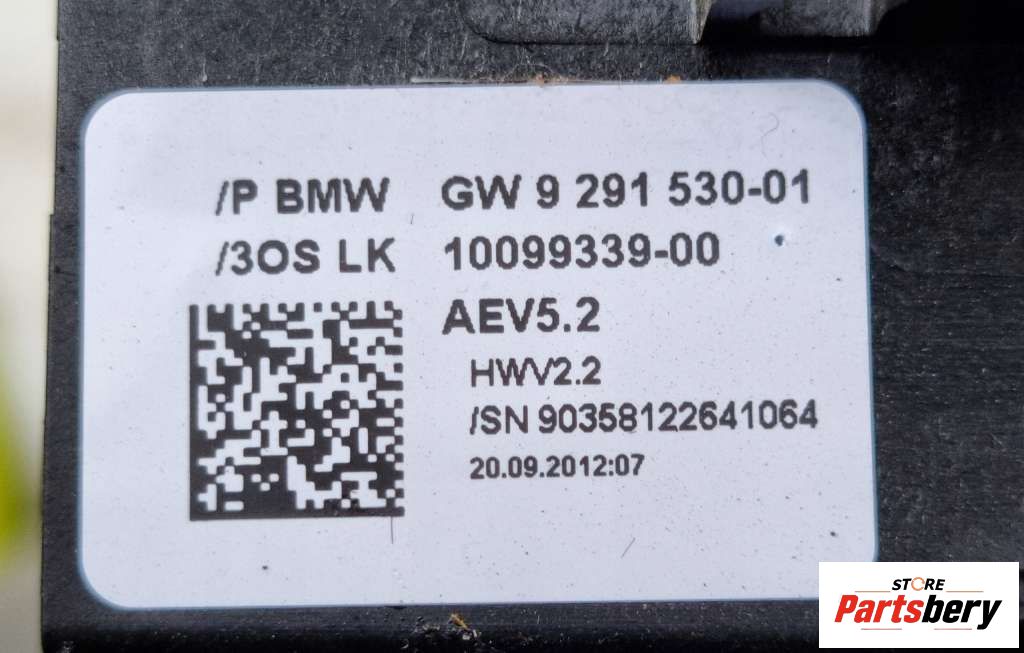 /P BMW GW 9 291 530-01
/3OS LK 10099339-00
AEV5.2
HWV2.2
/SN 90358122641064
20.09.2012:07
STORE
Partsbery